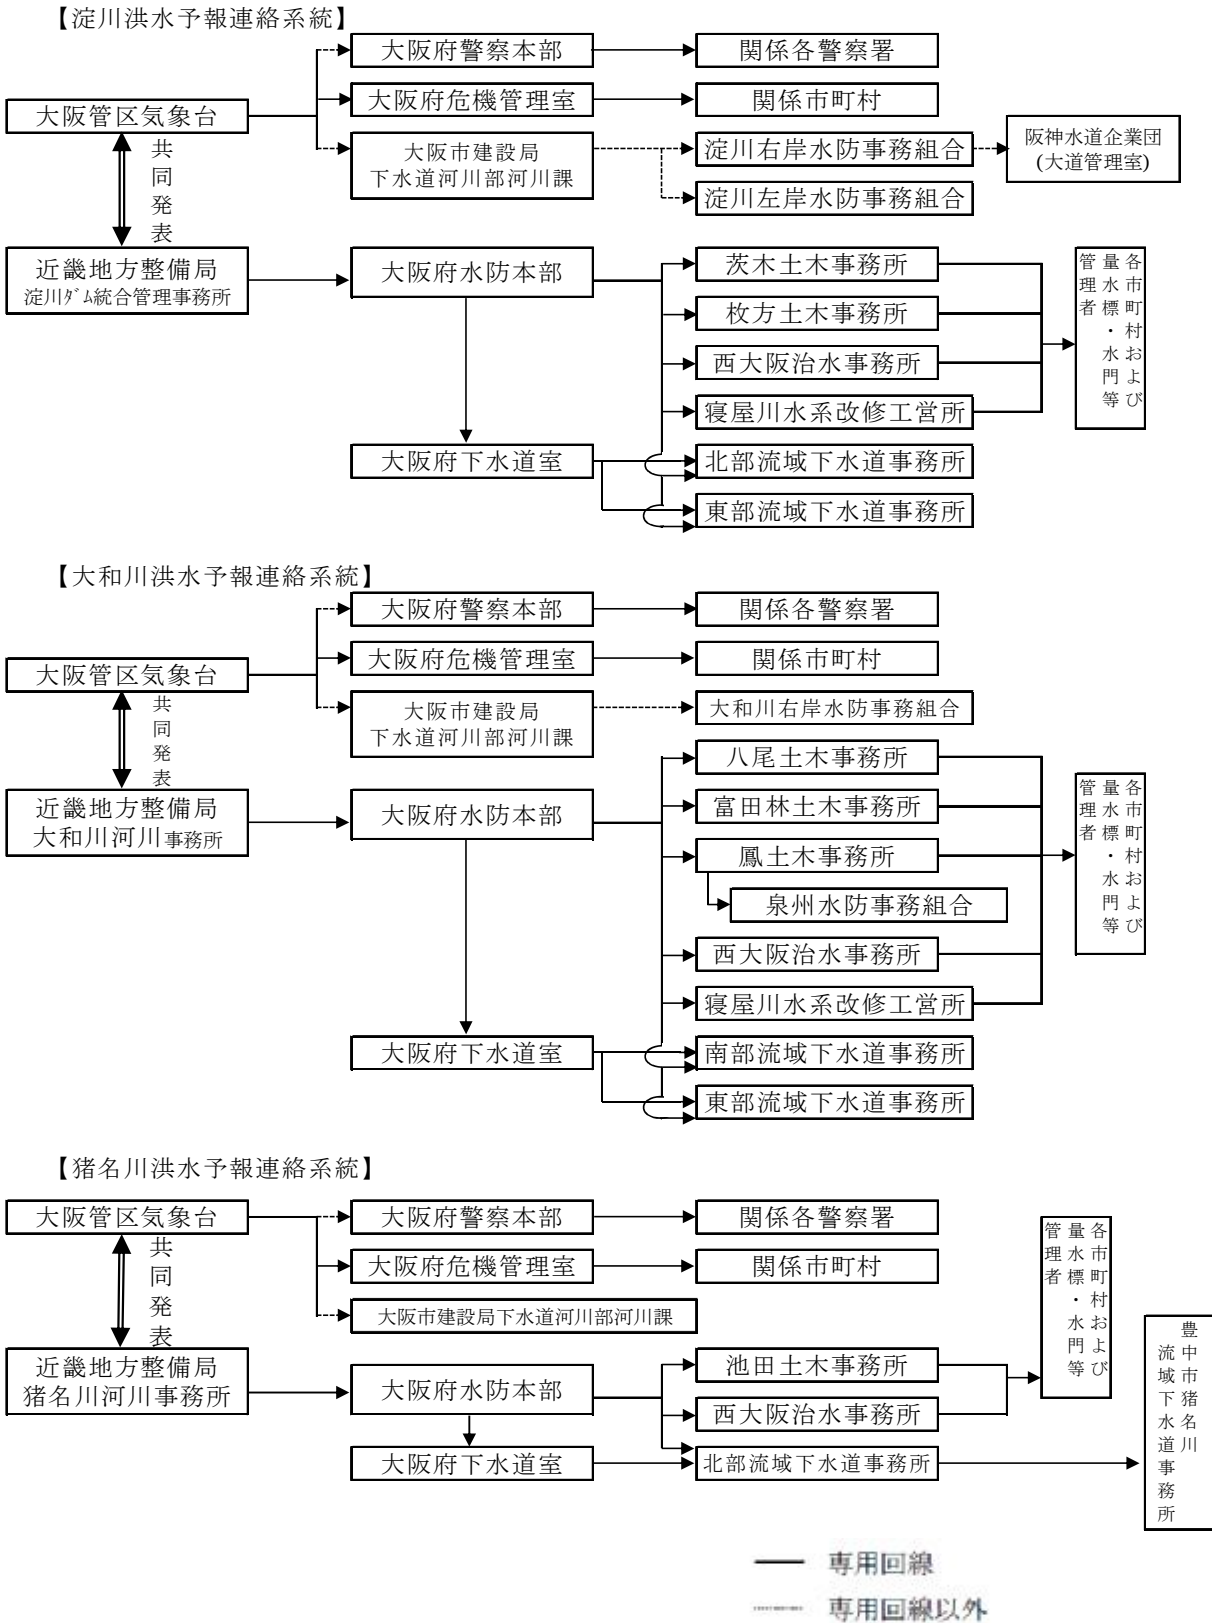 【淀川洪水予報連絡系統】
大阪府警察本部
関係各警察署
大阪府危機管理室
関係市町村
大阪管区気象台
共同発表
大阪市建設局
下水道河川部河川課
淀川右岸水防事務組合
阪神水道企業団
(大道管理室)
淀川左岸水防事務組合
近畿地方整備局
淀川ダム統合管理事務所
大阪府水防本部
茨木土木事務所
枚方土木事務所
西大阪治水事務所
寝屋川水系改修工営所
各市町村および
量水標・水門等
管理者
大阪府下水道室
北部流域下水道事務所
東部流域下水道事務所
【大和川洪水予報連絡系統】
大阪府警察本部
関係各警察署
大阪府危機管理室
関係市町村
大阪管区気象台
共同発表
大阪市建設局
下水道河川部河川課
大和川右岸水防事務組合
近畿地方整備局
大和川河川事務所
大阪府水防本部
八尾土木事務所
富田林土木事務所
鳳土木事務所
泉州水防事務組合
西大阪治水事務所
寝屋川水系改修工営所
各市町村および
量水標・水門等
管理者
大阪府下水道室
南部流域下水道事務所
東部流域下水道事務所
【猪名川洪水予報連絡系統】
大阪管区気象台
共同発表
大阪府警察本部
関係各警察署
大阪府危機管理室
関係市町村
大阪市建設局下水道河川部河川課
近畿地方整備局
猪名川河川事務所
大阪府水防本部
池田土木事務所
西大阪治水事務所
各市町村および
量水標・水門等
管理者
大阪府下水道室
北部流域下水道事務所
豊中市猪名川
流域下水道事務所
専用回線
専用回線以外